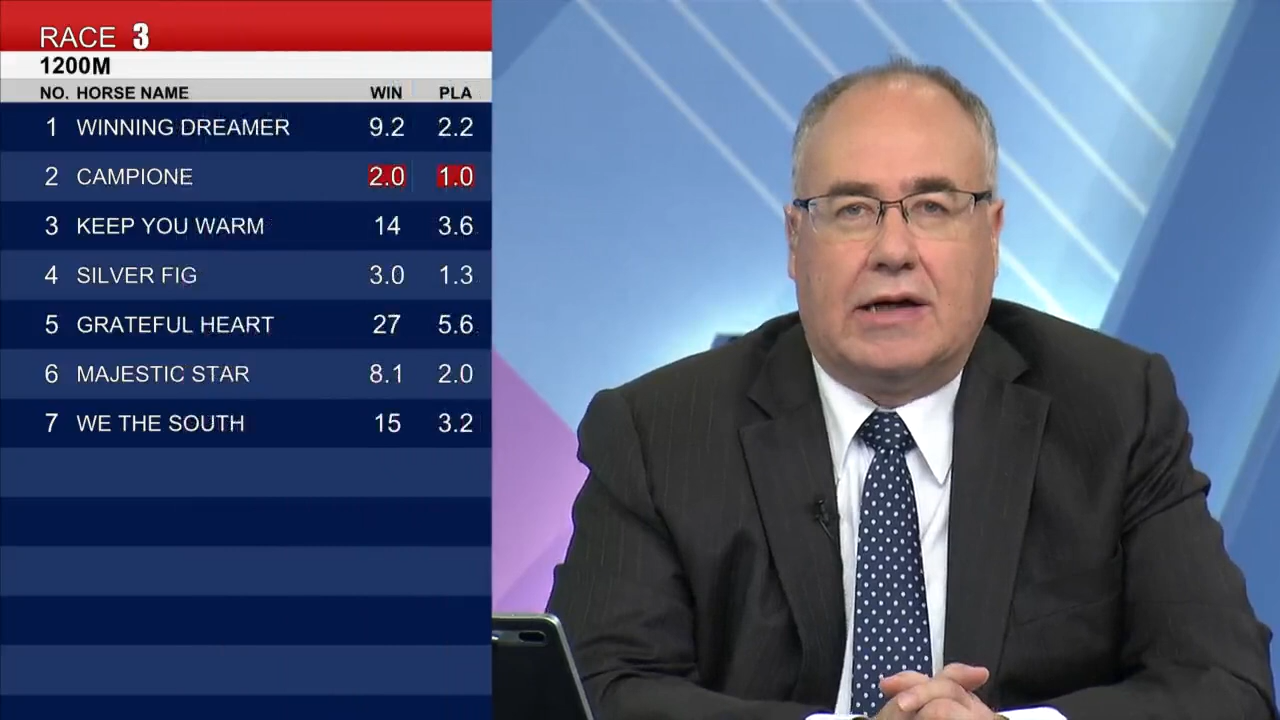 RACE 3
1200M
NO. HORSE NAME WIN PLA
1 WINNING DREAMER 9.2 2.2
2 CAMPIONE 2.0 1.0
3 KEEP YOU WARM 14 3.6
4 SILVER FIG 3.0 1.3
5 GRATEFUL HEART 27 5.6
6 MAJESTIC STAR 8.1 2.0
7 WE THE SOUTH 15 3.2